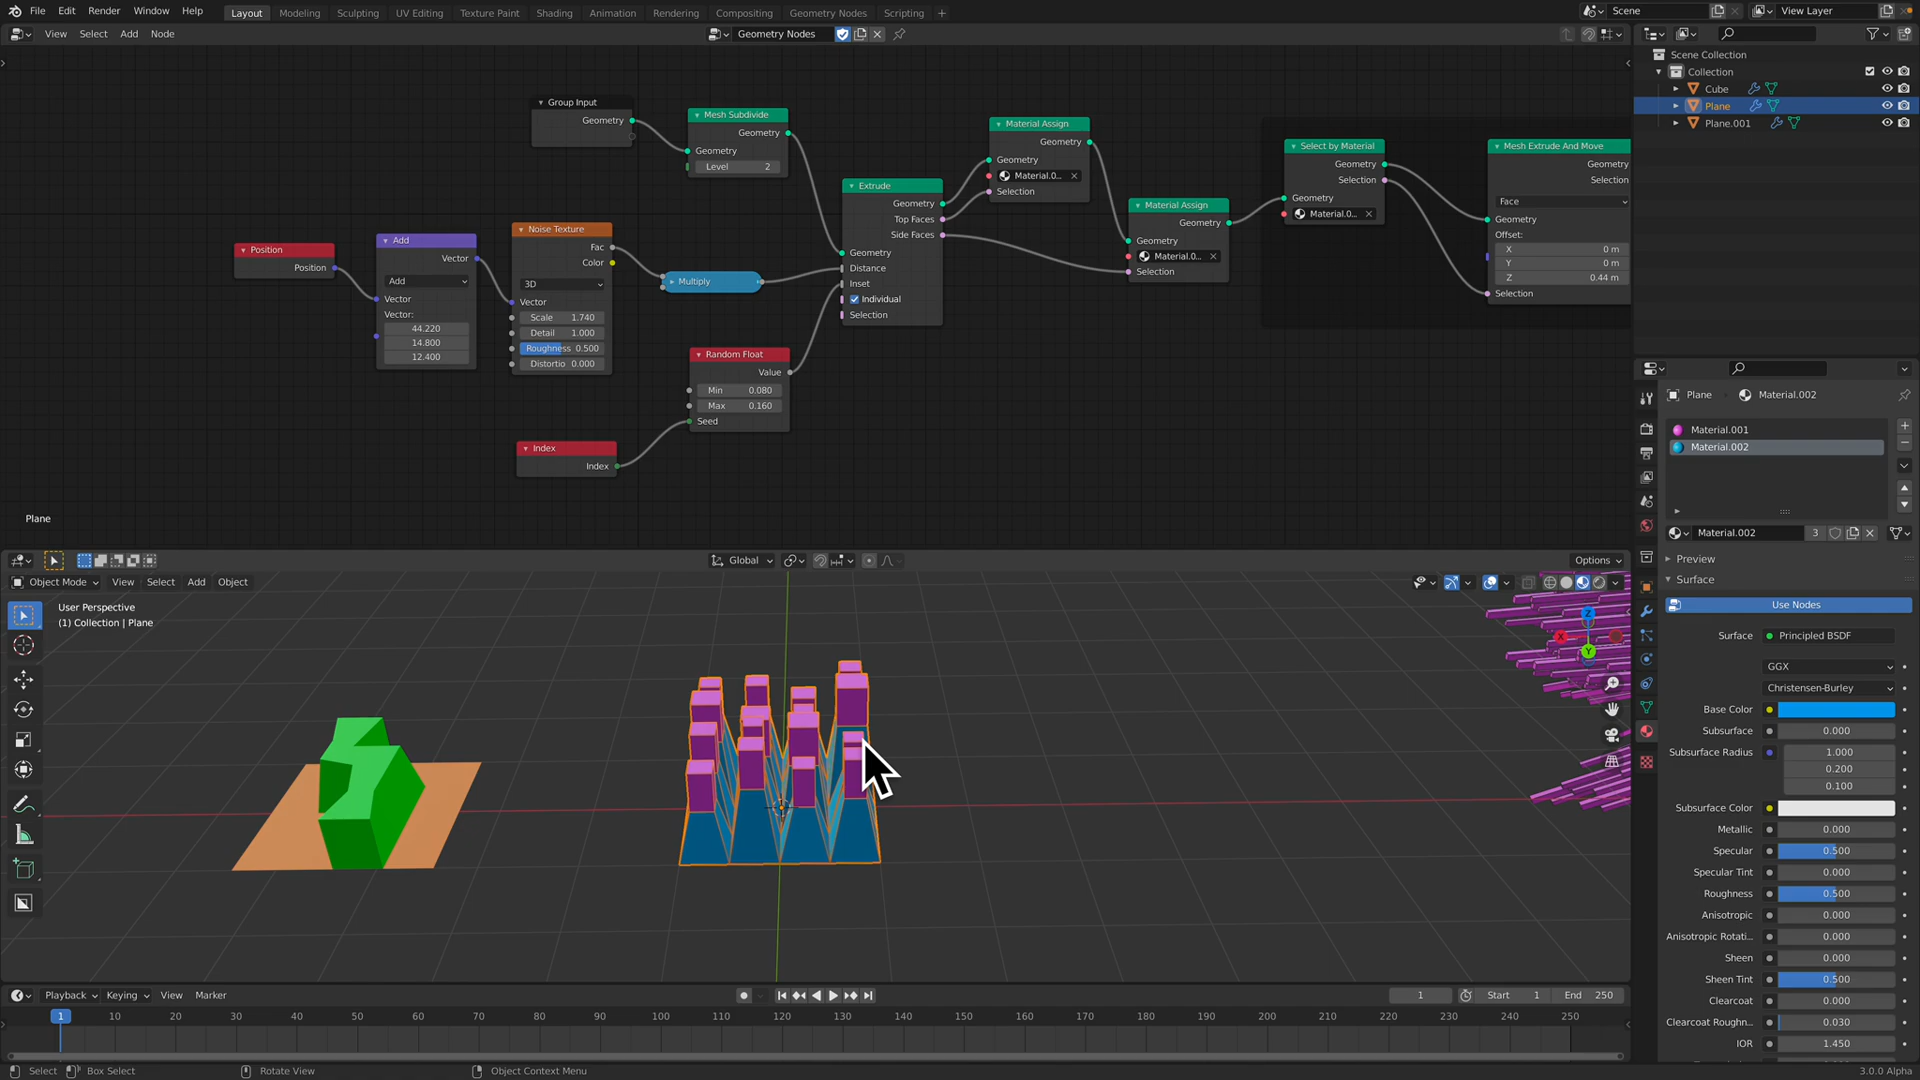 File Edit Render Window Help Layout Modeling Sculpting UV Editing Texture Paint Shading Animation Rendering Compositing Geometry Nodes Scripting + Scene View Layer
View Select Add Node Geometry Nodes
Scene Collection
Collection
Cube
Plane
Plane.001
Group Input
Geometry
Mesh Subdivide
Geometry
Geometry
Level 2
Position
Position
Add
Vector
Add
Vector
Vector:
44.220
14.800
12.400
Noise Texture
Fac
Color
3D
Vector
Scale 1.740
Detail 1.000
Roughness 0.500
Distortio 0.000
Multiply
Random Float
Value
Min 0.080
Max 0.160
Seed
Index
Index
Extrude
Geometry
Top Faces
Side Faces
Geometry
Distance
Inset
Individual
Selection
Material Assign
Geometry
Geometry
Material.0...
Selection
Material Assign
Geometry
Geometry
Material.0...
Selection
Select by Material
Geometry
Selection
Geometry
Material.0...
Mesh Extrude And Move
Geometry
Selection
Face
Geometry
Offset:
X 0 m
Y 0 m
Z 0.44 m
Selection
Plane
Global Options
Object Mode View Select Add Object
User Perspective
(1) Collection | Plane
Z
X
Y
Plane Material.002
Material.001
Material.002
Material.002 3
Preview
Surface
Use Nodes
Surface Principled BSDF
GGX
Christensen-Burley
Base Color
Subsurface 0.000
Subsurface Radius 1.000
0.200
0.100
Subsurface Color
Metallic 0.000
Specular 0.500
Specular Tint 0.000
Roughness 0.500
Anisotropic 0.000
Anisotropic Rotati... 0.000
Sheen 0.000
Sheen Tint 0.500
Clearcoat 0.000
Clearcoat Roughn... 0.030
IOR 1.450
Playback Keying View Marker 1 Start 1 End 250
1 10 20 30 40 50 60 70 80 90 100 110 120 130 140 150 160 170 180 190 200 210 220 230 240 250
Select Box Select Rotate View Object Context Menu 3.0.0 Alpha